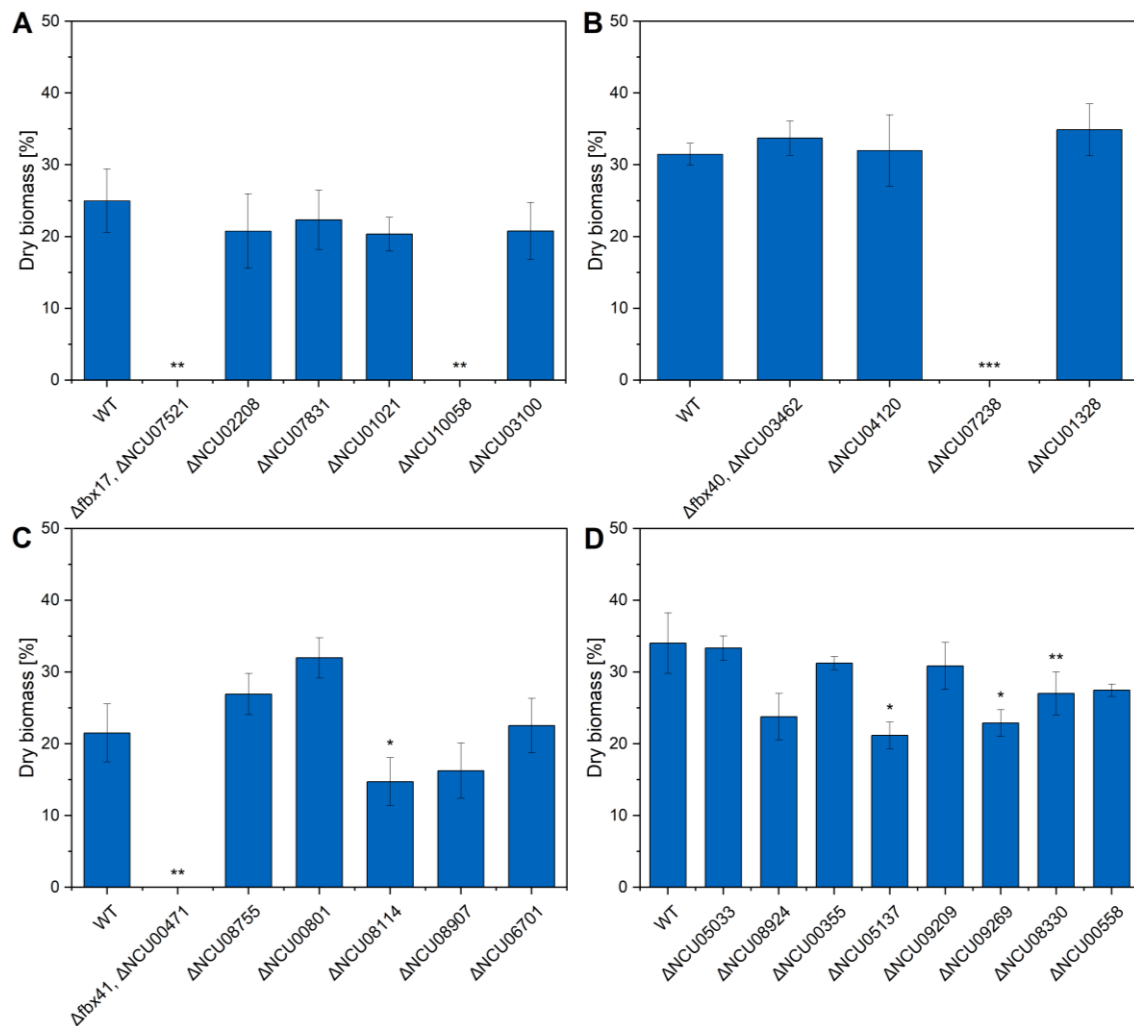 A
Dry biomass [%]
50
40
30
20
10
0
** **
WT
Δfbx17, ΔNCU07521
ΔNCU02208
ΔNCU07831
ΔNCU01021
ΔNCU10058
ΔNCU03100
B
Dry biomass [%]
50
40
30
20
10
0
***
WT
Δfbx40, ΔNCU03462
ΔNCU04120
ΔNCU07238
ΔNCU01328
C
Dry biomass [%]
50
40
30
20
10
0
** *
WT
Δfbx41, ΔNCU00471
ΔNCU08755
ΔNCU00801
ΔNCU08114
ΔNCU08907
ΔNCU06701
D
Dry biomass [%]
50
40
30
20
10
0
* * **
WT
ΔNCU05033
ΔNCU08924
ΔNCU00355
ΔNCU05137
ΔNCU09209
ΔNCU09269
ΔNCU08330
ΔNCU00558